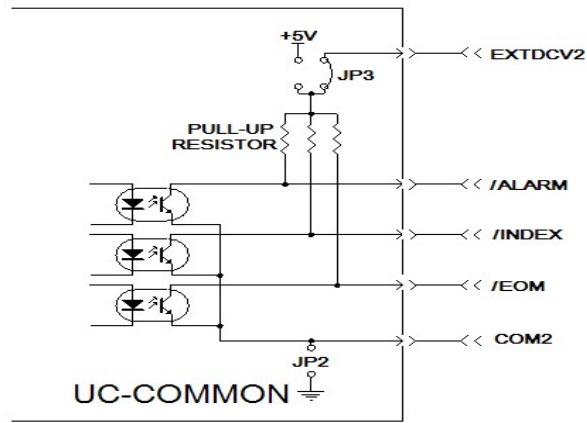 +5V
EXTDCV2
JP3
PULL-UP
RESISTOR
/ALARM
/INDEX
/EOM
COM2
JP2
UC-COMMON